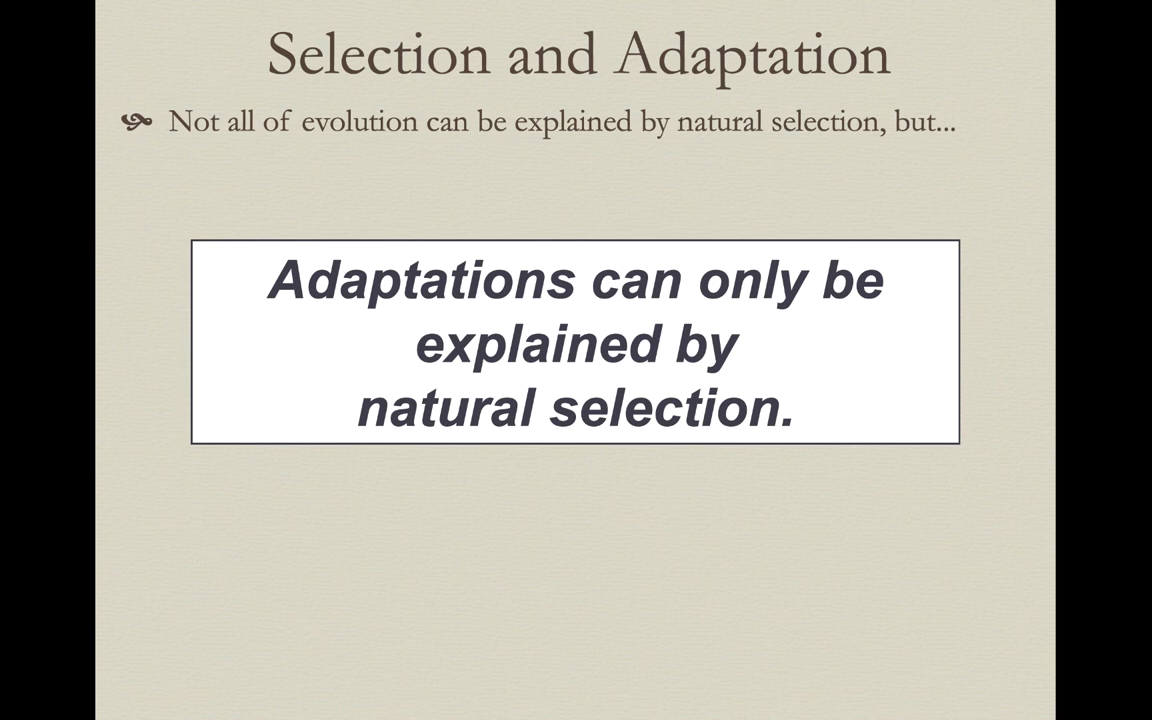 Selection and Adaptation
Not all of evolution can be explained by natural selection, but...
Adaptations can only be
explained by
natural selection.